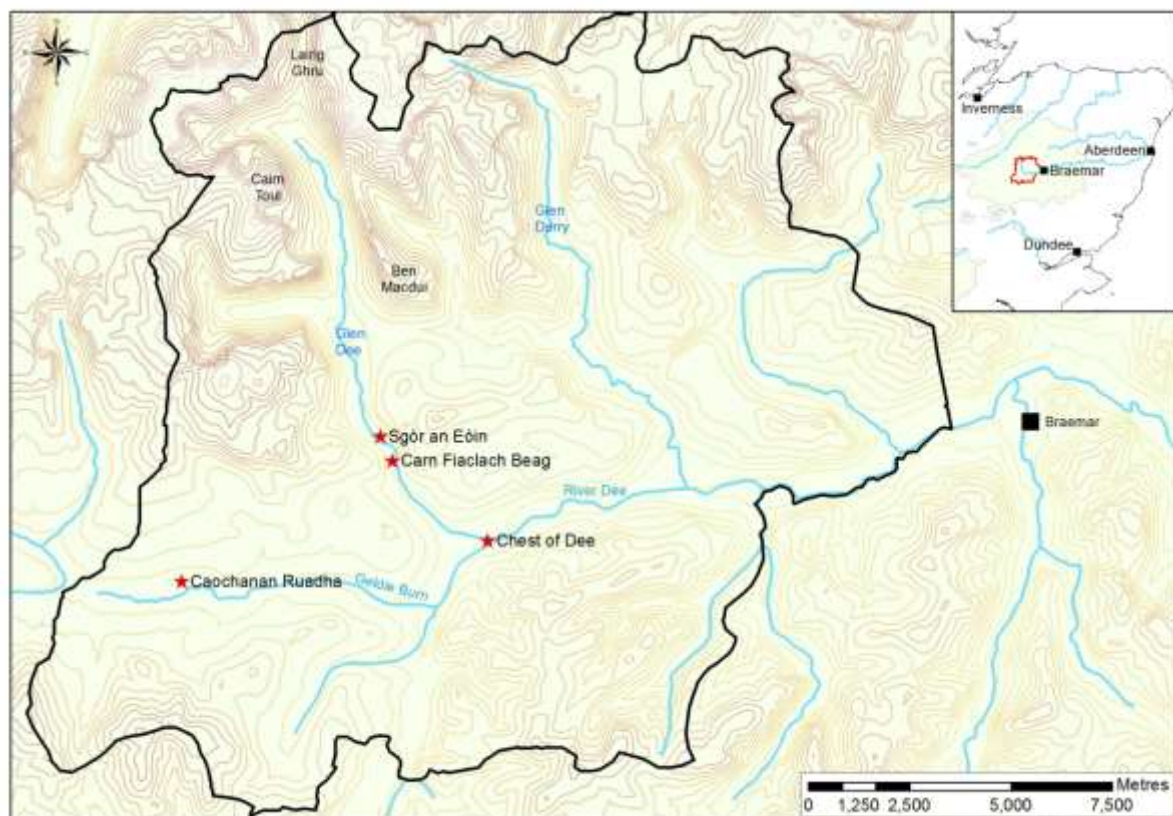 Lairig
Ghru
Inverness
Aberdeen
Braemar
Dundee
Cairn
Toul
Glen
Derry
Ben
Macdui
Glen
Dee
Sgòr an Eòin
Carn Fiaclach Beag
Braemar
River Dee
Chest of Dee
Caochanan Ruadha
Geldie Burn
Metres
0 1,250 2,500 5,000 7,500